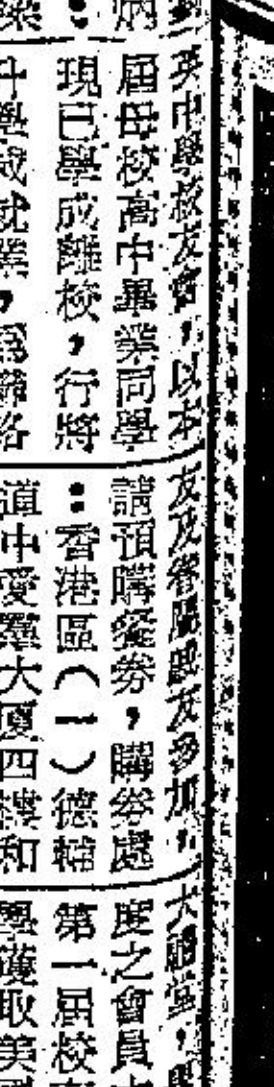 英中學校友會，以本
屆母校高中畢業同學
現已學成離校，行將
升學或就業，為聯絡
友及眷屬戚友參加，
請預購餐券，購券處
：香港區（一）德輔
道中愛羣大廈四樓和
大禮堂，
度之會員
第一屆校
學獲取美